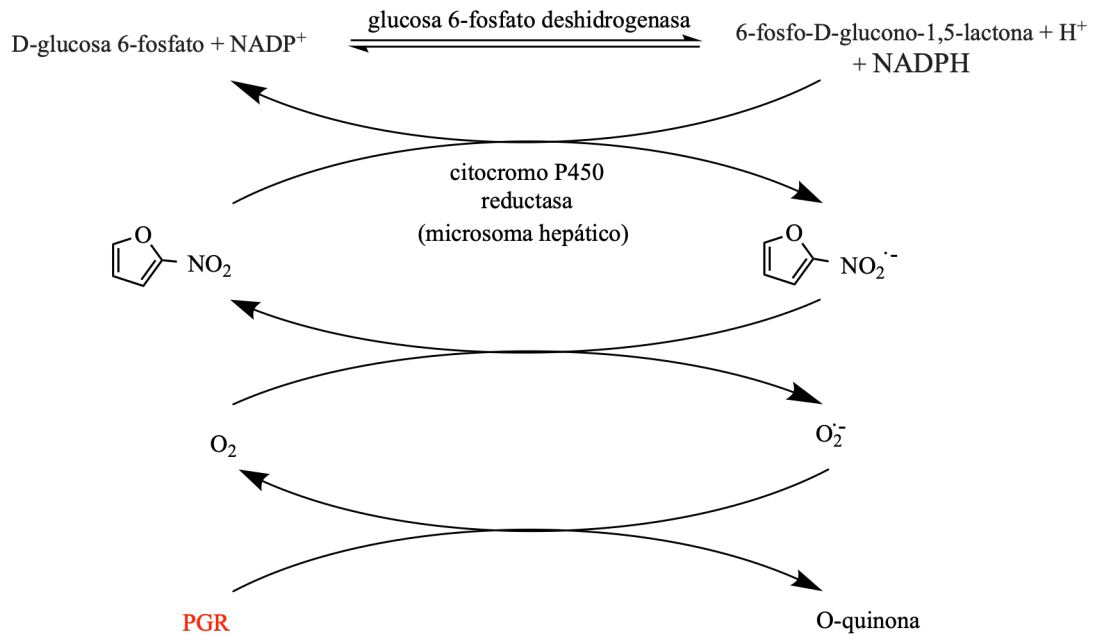 glucosa 6-fosfato deshidrogenasa
D-glucosa 6-fosfato + NADP⁺
6-fosfo-D-glucono-1,5-lactona + H⁺
+ NADPH
citocromo P450
reductasa
(microsoma hepático)
O
NO₂
O
NO₂·⁻
O₂
O₂·⁻
PGR
O-quinona